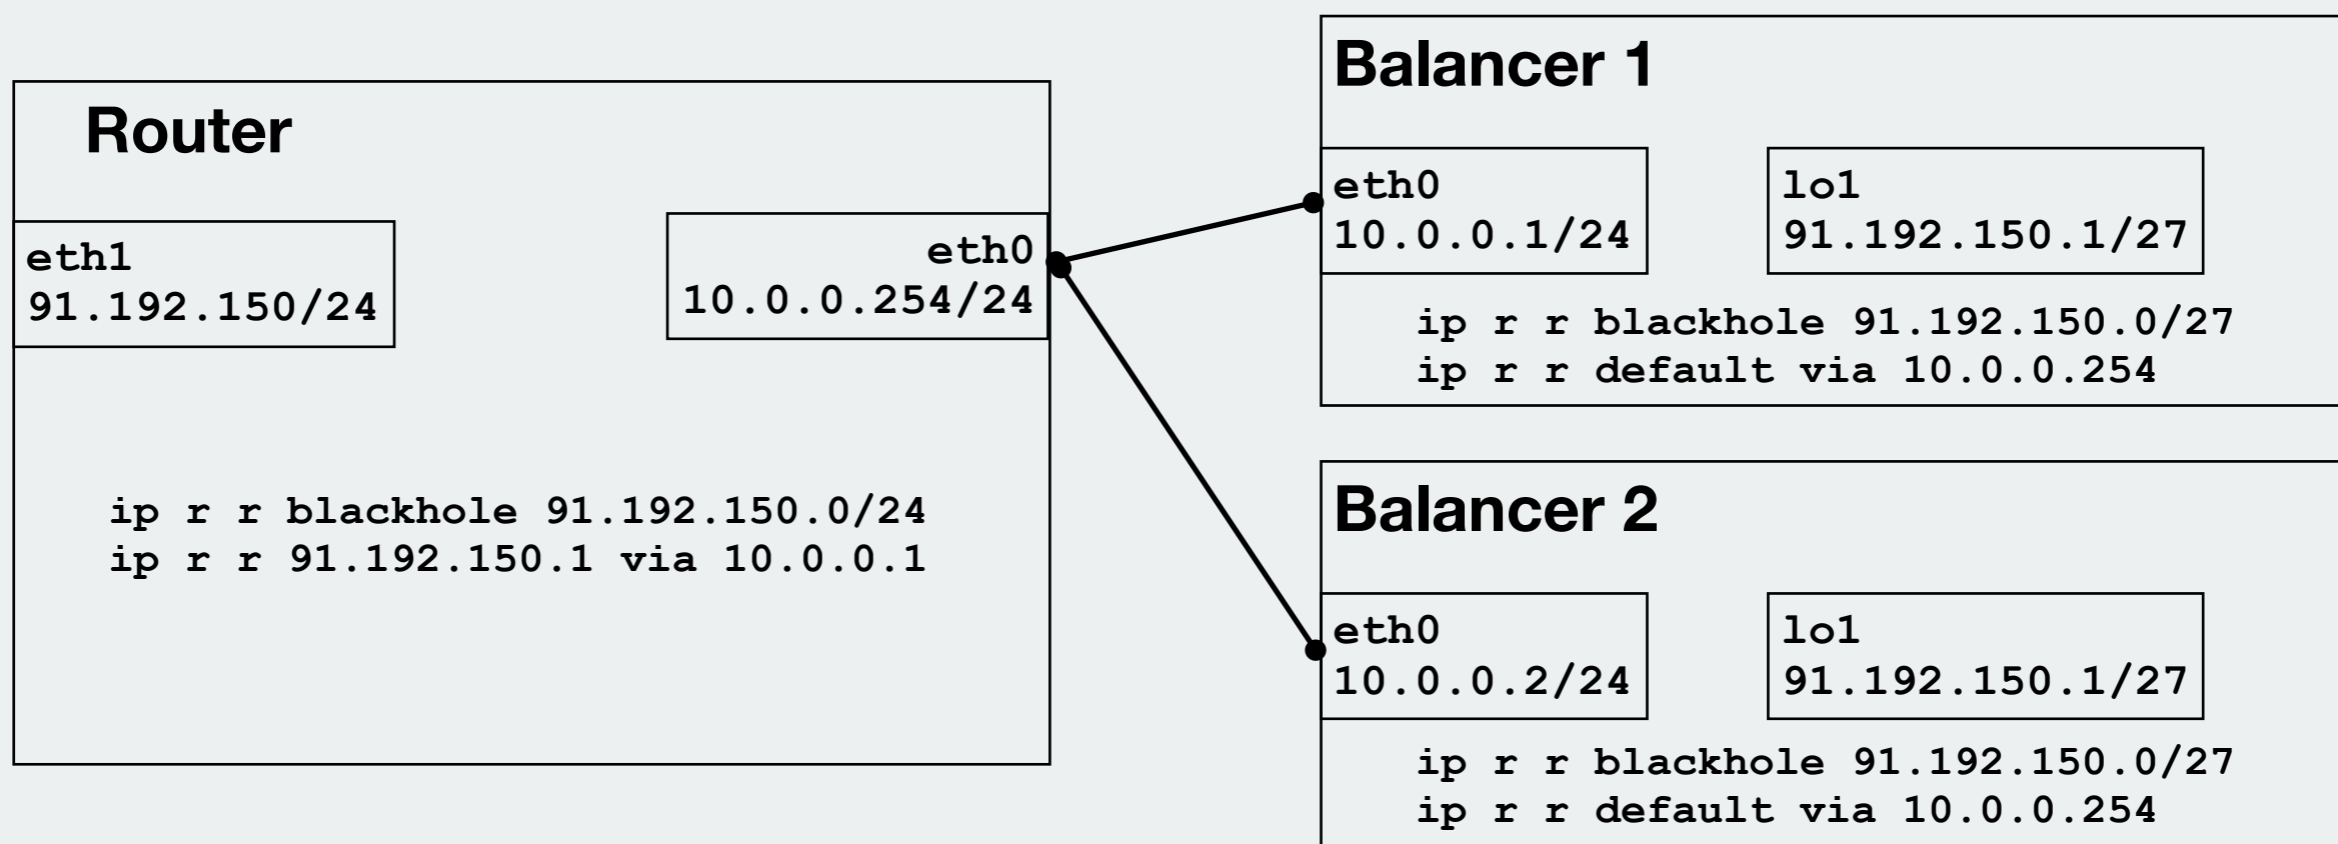 Router
eth1
91.192.150/24
eth0
10.0.0.254/24
ip r r blackhole 91.192.150.0/24
ip r r 91.192.150.1 via 10.0.0.1
Balancer 1
eth0
10.0.0.1/24
lo1
91.192.150.1/27
ip r r blackhole 91.192.150.0/27
ip r r default via 10.0.0.254
Balancer 2
eth0
10.0.0.2/24
lo1
91.192.150.1/27
ip r r blackhole 91.192.150.0/27
ip r r default via 10.0.0.254